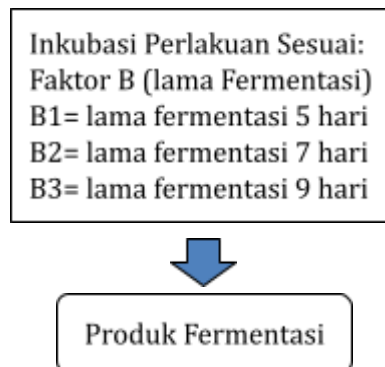 Inkubasi Perlakuan Sesuai:
Faktor B (lama Fermentasi)
B1= lama fermentasi 5 hari
B2= lama fermentasi 7 hari
B3= lama fermentasi 9 hari
Produk Fermentasi